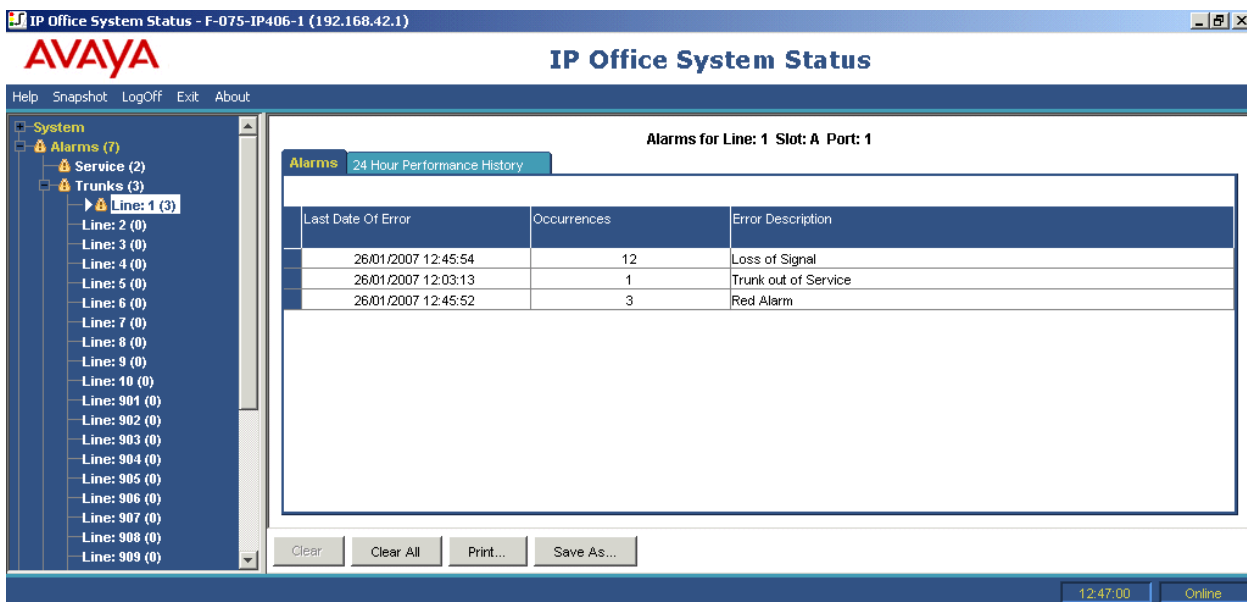 IP Office System Status - F-075-IP406-1 (192.168.42.1)
AVAYA
IP Office System Status
Help Snapshot LogOff Exit About
System
Alarms (7)
Service (2)
Trunks (3)
Line: 1 (3)
Line: 2 (0)
Line: 3 (0)
Line: 4 (0)
Line: 5 (0)
Line: 6 (0)
Line: 7 (0)
Line: 8 (0)
Line: 9 (0)
Line: 10 (0)
Line: 901 (0)
Line: 902 (0)
Line: 903 (0)
Line: 904 (0)
Line: 905 (0)
Line: 906 (0)
Line: 907 (0)
Line: 908 (0)
Line: 909 (0)
Alarms for Line: 1 Slot: A Port: 1
Alarms 24 Hour Performance History
Last Date Of Error Occurrences Error Description
26/01/2007 12:45:54 12 Loss of Signal
26/01/2007 12:03:13 1 Trunk out of Service
26/01/2007 12:45:52 3 Red Alarm
Clear Clear All Print... Save As...
12:47:00 Online